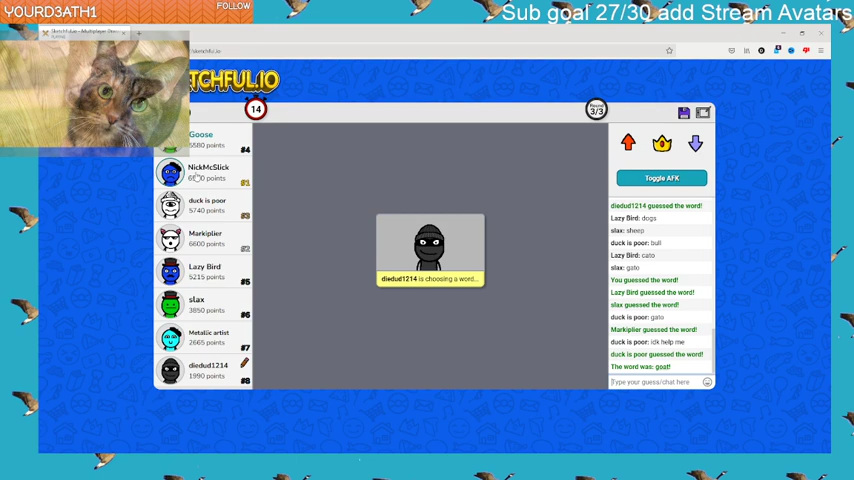 YOURD3ATH1
FOLLOW
Sub goal 27/30 add Stream Avatars
TCHFUL.IO
14
Round
3/3
Goose
5580 points
#4
NickMcSlick
points
#1
duck is poor
5740 points
#3
Markiplier
6600 points
#2
Lazy Bird
5215 points
#5
slax
3850 points
#6
Metallic artist
2665 points
#7
diedud1214
1990 points
#8
diedud1214 is choosing a word...
Toggle AFK
diedud1214 guessed the word!
Lazy Bird: dogs
slax: sheep
duck is poor: bull
Lazy Bird: cato
slax: gato
You guessed the word!
Lazy Bird guessed the word!
slax guessed the word!
duck is poor: gato
Markiplier guessed the word!
duck is poor: idk help me
duck is poor guessed the word!
The word was: goat!
Type your guess/chat here